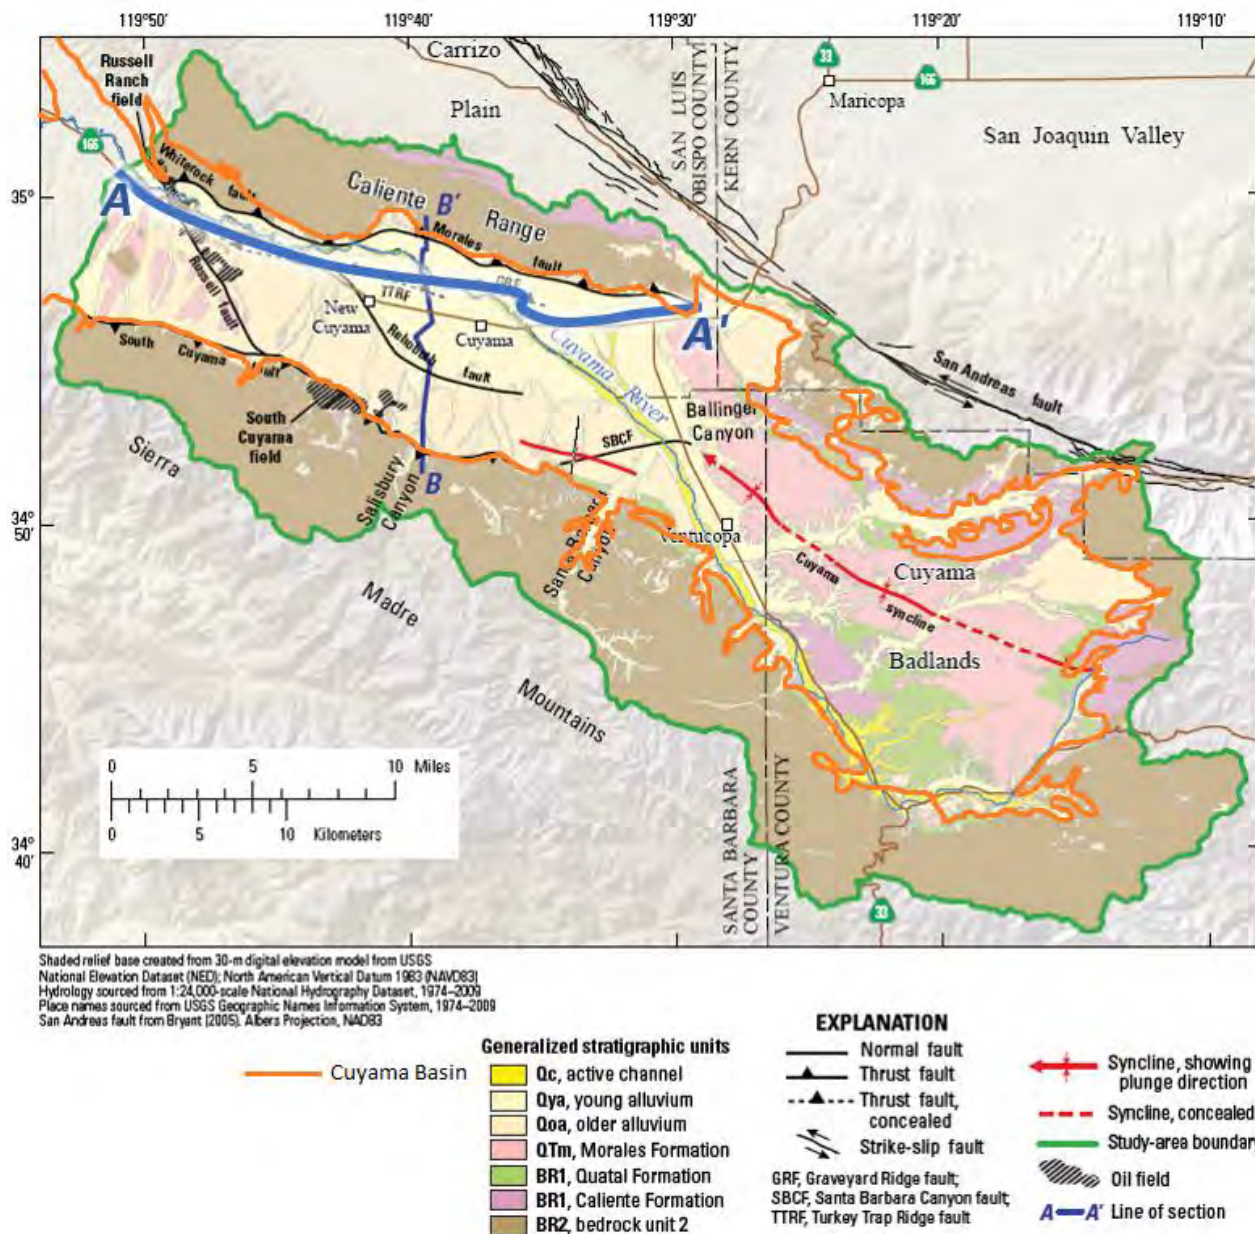 119°50' 119°40' 119°30' 119°20' 119°10'
Russell
Ranch
field
Carrizo
Plain
33
166
Maricopa
SAN LUIS
OBISPO COUNTY
KERN COUNTY
San Joaquin Valley
166
35°
Whiterock fault
Caliente
Range
A
B'
Morales
fault
GRF
TTRF
Russell fault
New
Cuyama
Cuyama
Rehoboth
fault
A'
Cuyama River
San Andreas fault
South
Cuyama
fault
South
Cuyama
field
Ballinger
Canyon
SBCF
Sierra
Salisbury
Canyon
B
Santa Barbara
Canyon
34°
50'
Ventucopa
Cuyama
syncline
Cuyama
Badlands
Madre
Mountains
0 5 10 Miles
0 5 10 Kilometers
SANTA BARBARA
COUNTY
VENTURA COUNTY
34°
40'
33
Shaded relief base created from 30-m digital elevation model from USGS
National Elevation Dataset (NED); North American Vertical Datum 1983 (NAVD83)
Hydrology sourced from 1:24,000-scale National Hydrography Dataset, 1974–2009
Place names sourced from USGS Geographic Names Information System, 1974–2009
San Andreas fault from Bryant (2005). Albers Projection, NAD83
Cuyama Basin
Generalized stratigraphic units
Qc, active channel
Qya, young alluvium
Qoa, older alluvium
QTm, Morales Formation
BR1, Quatal Formation
BR1, Caliente Formation
BR2, bedrock unit 2
EXPLANATION
Normal fault
Thrust fault
Thrust fault,
concealed
Strike-slip fault
GRF, Graveyard Ridge fault;
SBCF, Santa Barbara Canyon fault;
TTRF, Turkey Trap Ridge fault
Syncline, showing
plunge direction
Syncline, concealed
Study-area boundary
Oil field
A A' Line of section